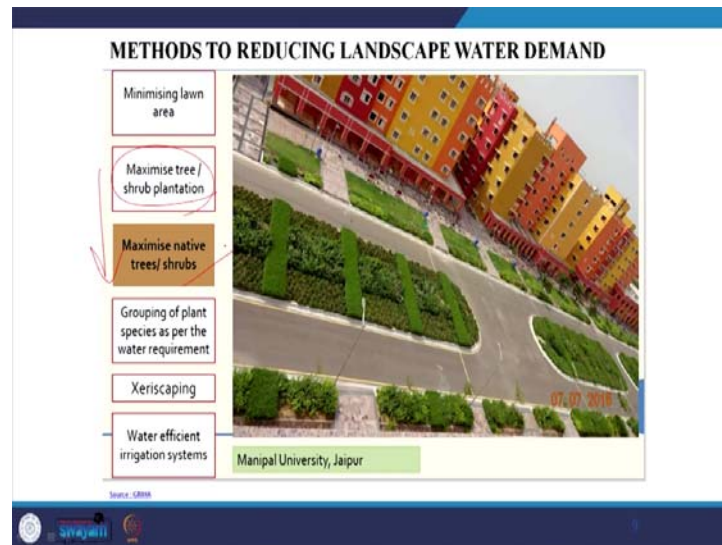 METHODS TO REDUCING LANDSCAPE WATER DEMAND
Minimising lawn
area
Maximise tree /
shrub plantation
Maximise native
trees/ shrubs
Grouping of plant
species as per the
water requirement
Xeriscaping
Water efficient
irrigation systems
07.07.2015
Manipal University, Jaipur
Source : GRIHA
swayam
9